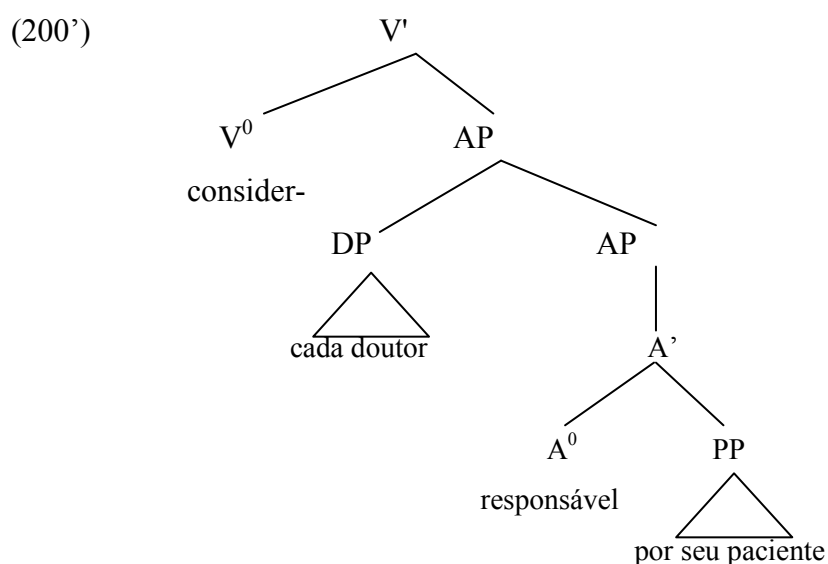 (200’) V'
V⁰ AP
consider-
DP AP
cada doutor A’
A⁰ PP
responsável
por seu paciente